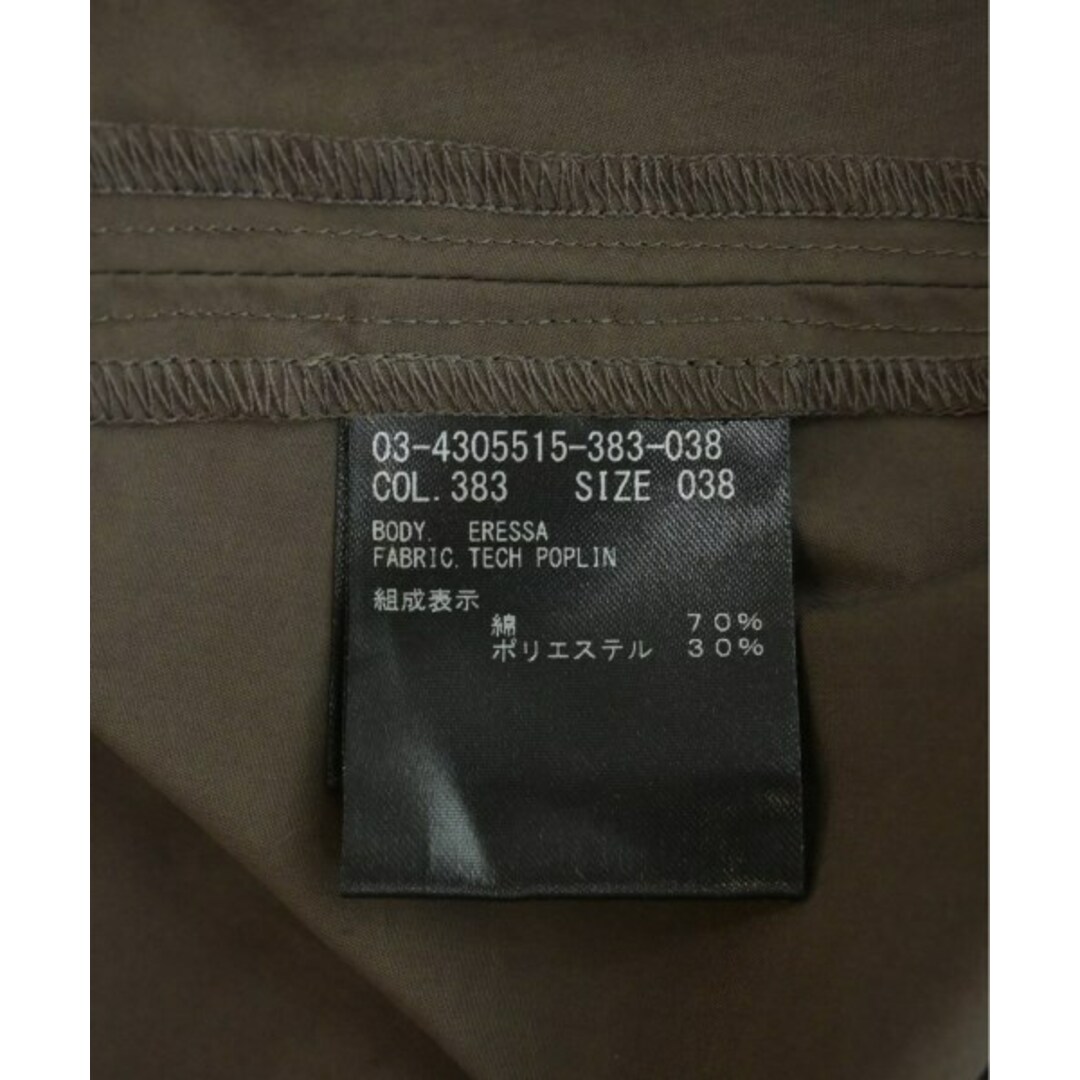 03-4305515-383-038
COL. 383 SIZE 038
BODY. ERESSA
FABRIC. TECH POPLIN
組成表示
綿 70%
ポリエステル 30%